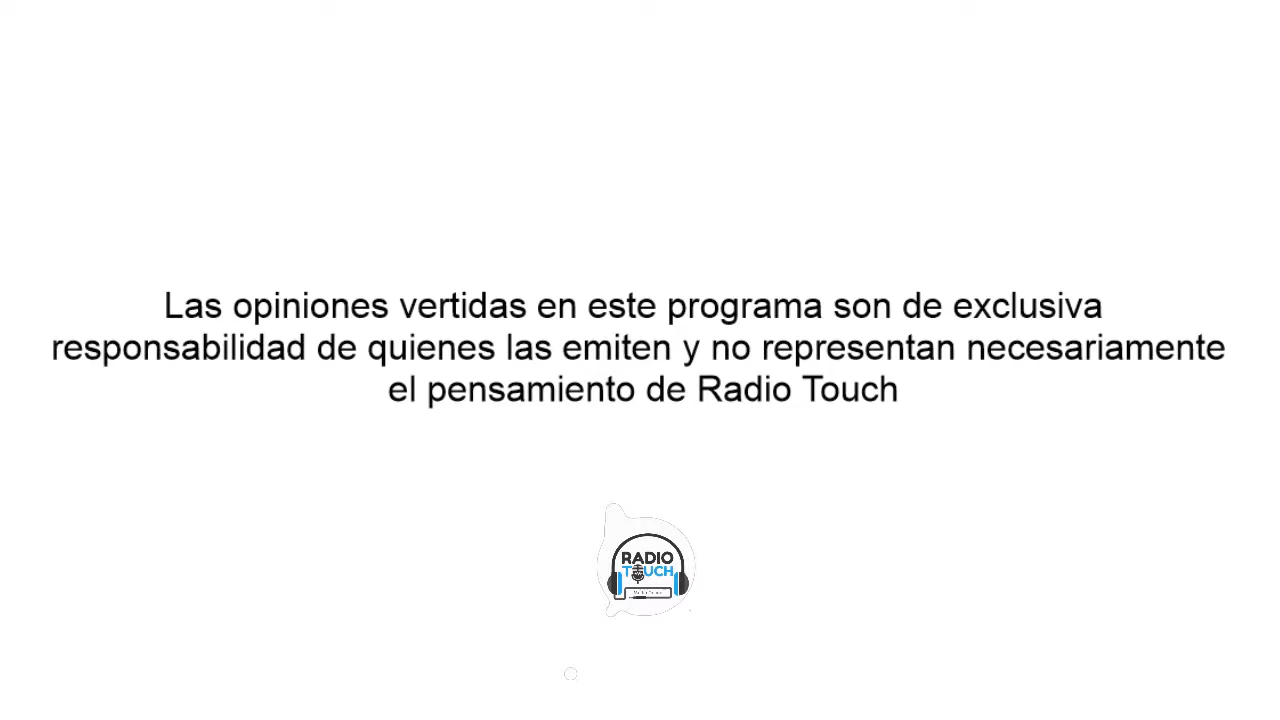 Las opiniones vertidas en este programa son de exclusiva
responsabilidad de quienes las emiten y no representan necesariamente
el pensamiento de Radio Touch
RADIO
TOUCH